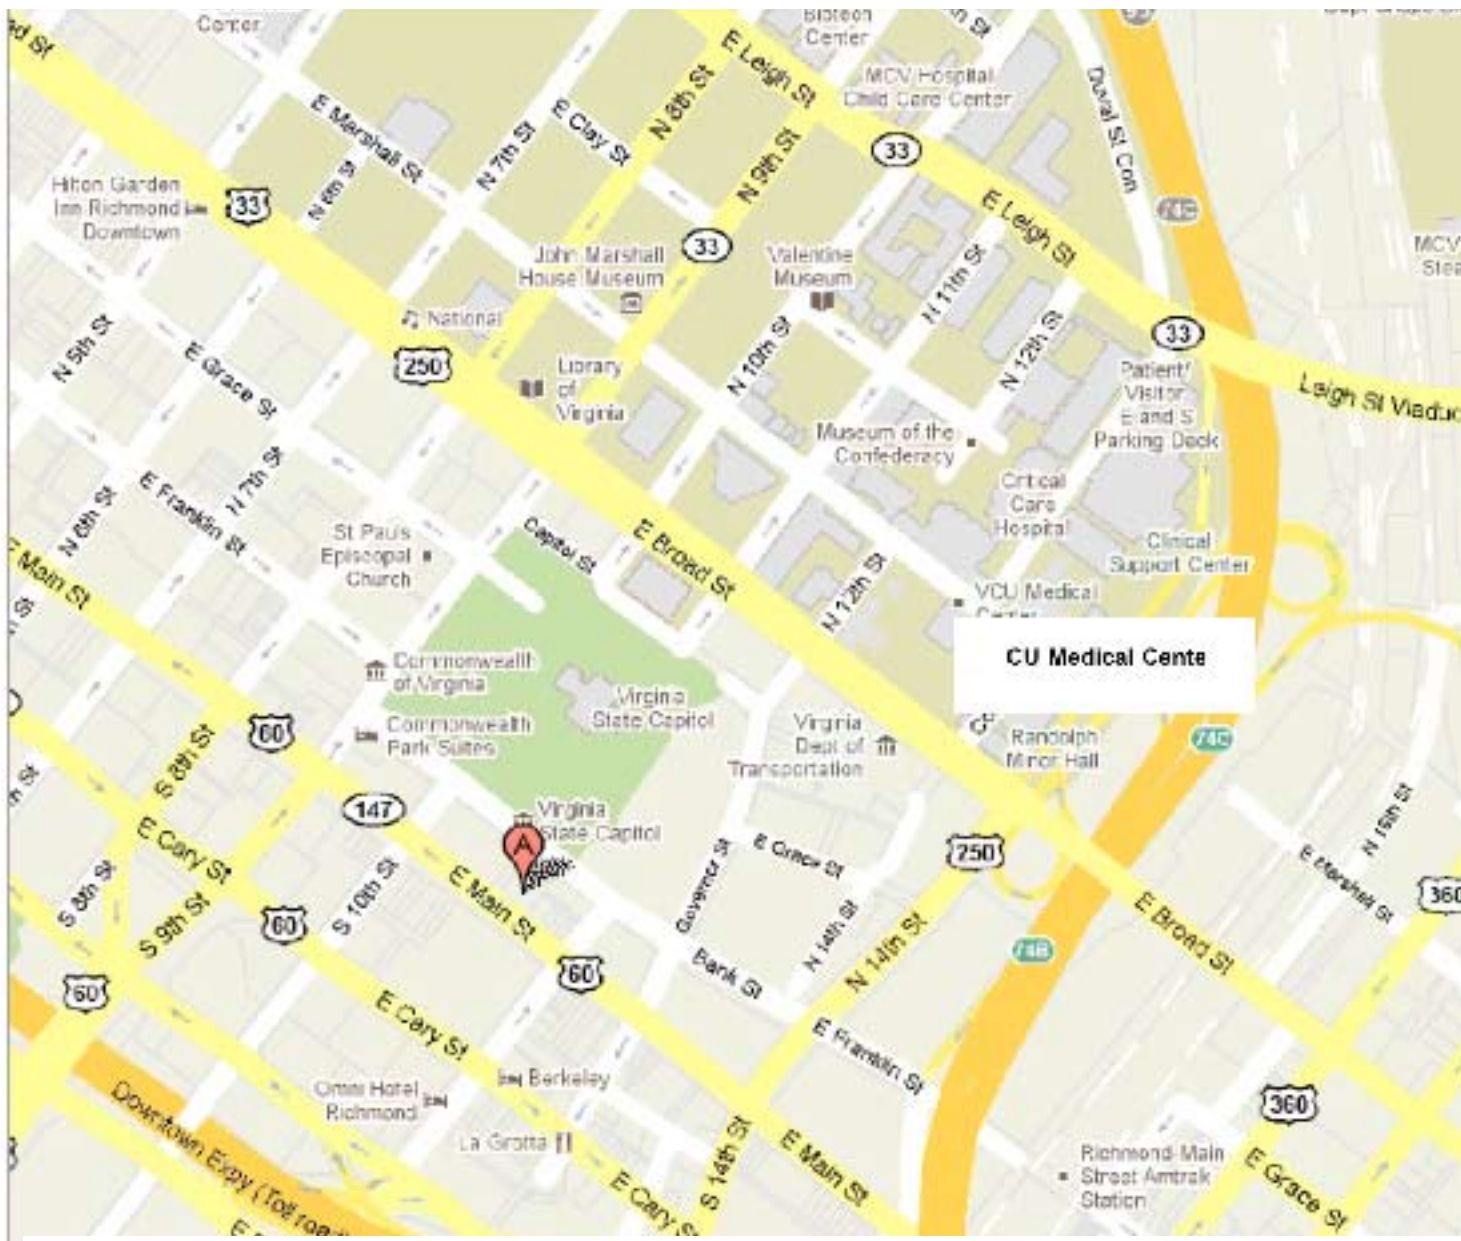 Center
Center
E Leigh St
MCV Hospital
Child Care Center
Duval St Con
E Marshall St
N 7th St
E Clay St
N 8th St
N 9th St
33
E Leigh St
74C
Hilton Garden
Inn Richmond
Downtown
33
N 6th St
John Marshall
House Museum
33
Valentine
Museum
N 11th St
MCV
National
250
N 5th St
E Grace St
Library
of
Virginia
N 10th St
N 12th St
33
Patient/
Visitor
E and S
Parking Deck
Leigh St Viaduc
Museum of the
Confederacy
Critical
Care
Hospital
E Franklin St
N 7th St
N 6th St
St Pauls
Episcopal
Church
Capitol St
E Broad St
N 12th St
Clinical
Support Center
E Main St
VCU Medical
CU Medical Cente
Commonwealth
of Virginia
Virginia
State Capitol
Commonwealth
Park Suites
60
Virginia
Dept of
Transportation
Randolph
Minor Hall
74C
S 8th St
147
Virginia
State Capitol
A
E Cary St
E Main St
S 8th St
S 9th St
S 10th St
60
60
Governor St
E Grace St
N 14th St
N 14th St
250
N 15th St
E Marshall St
360
E Broad St
74B
60
Bank St
E Franklin St
E Cary St
Omni Hotel
Richmond
Berkeley
La Grotta
Downtown Expy (Toll road
E Cary St
S 14th St
E Main St
360
Richmond-Main
Street Amtrak
Station
E Grace St